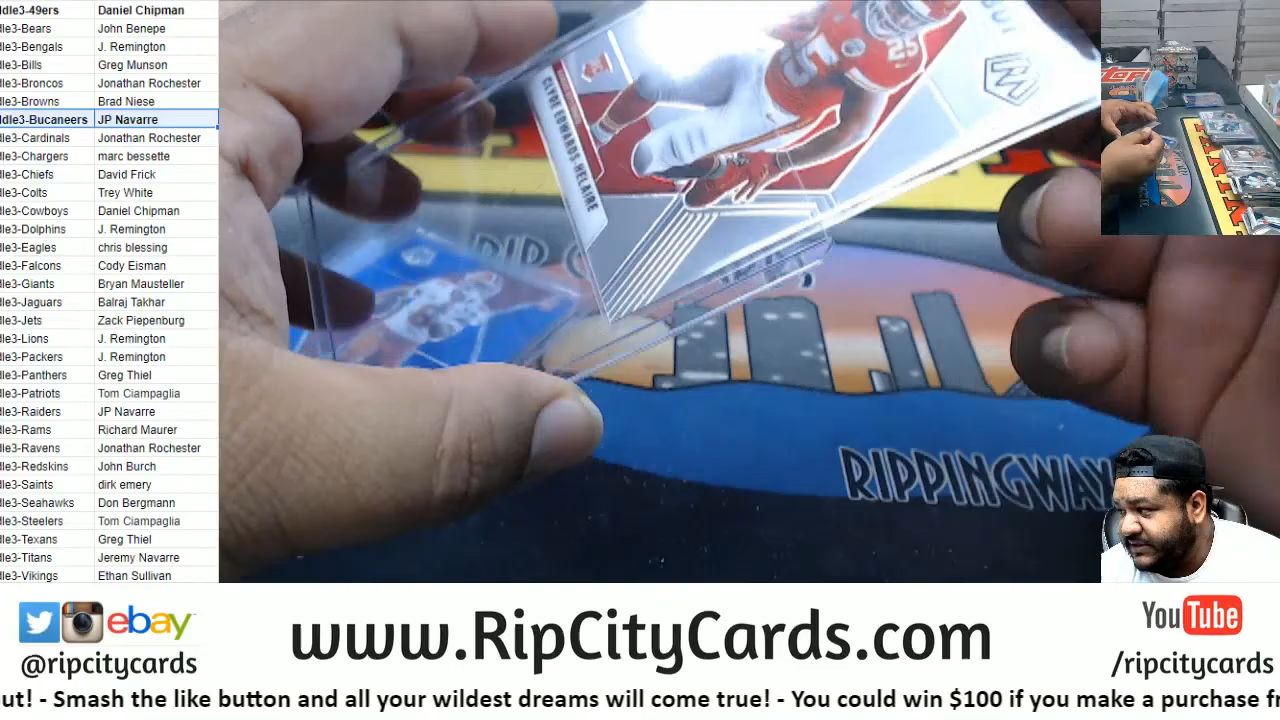 dle3-49ers Daniel Chipman
dle3-Bears John Benepe
dle3-Bengals J. Remington
dle3-Bills Greg Munson
dle3-Broncos Jonathan Rochester
dle3-Browns Brad Niese
dle3-Bucaneers JP Navarre
dle3-Cardinals Jonathan Rochester
dle3-Chargers marc bessette
dle3-Chiefs David Frick
dle3-Colts Trey White
dle3-Cowboys Daniel Chipman
dle3-Dolphins J. Remington
dle3-Eagles chris blessing
dle3-Falcons Cody Eisman
dle3-Giants Bryan Mausteller
dle3-Jaguars Balraj Takhar
dle3-Jets Zack Piepenburg
dle3-Lions J. Remington
dle3-Packers J. Remington
dle3-Panthers Greg Thiel
dle3-Patriots Tom Ciampaglia
dle3-Raiders JP Navarre
dle3-Rams Richard Maurer
dle3-Ravens Jonathan Rochester
dle3-Redskins John Burch
dle3-Saints dirk emery
dle3-Seahawks Don Bergmann
dle3-Steelers Tom Ciampaglia
dle3-Texans Greg Thiel
dle3-Titans Jeremy Navarre
dle3-Vikings Ethan Sullivan
CLYDE EDWARDS-HELAIRE
25
RIP C
RIPPINGWAX
ebay
@ripcitycards
www.RipCityCards.com
YouTube
/ripcitycards
out! - Smash the like button and all your wildest dreams will come true! - You could win $100 if you make a purchase fr